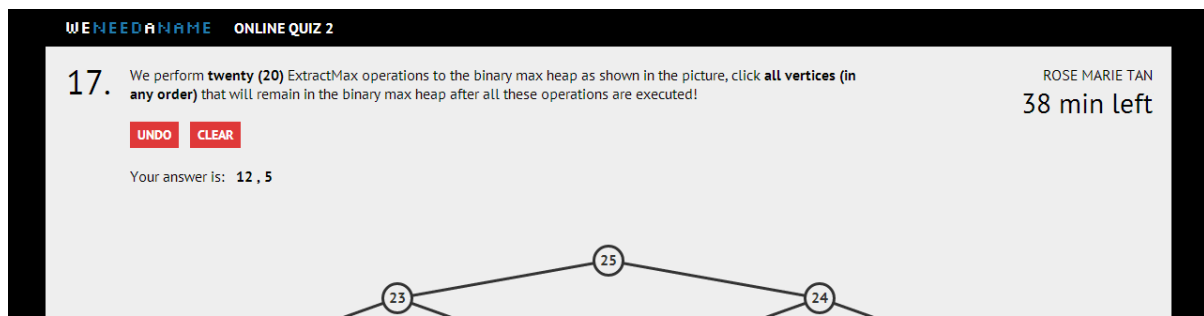 WENEEDANAME ONLINE QUIZ 2
17. We perform twenty (20) ExtractMax operations to the binary max heap as shown in the picture, click all vertices (in
any order) that will remain in the binary max heap after all these operations are executed!
ROSE MARIE TAN
38 min left
UNDO CLEAR
Your answer is: 12 , 5
25
23 24